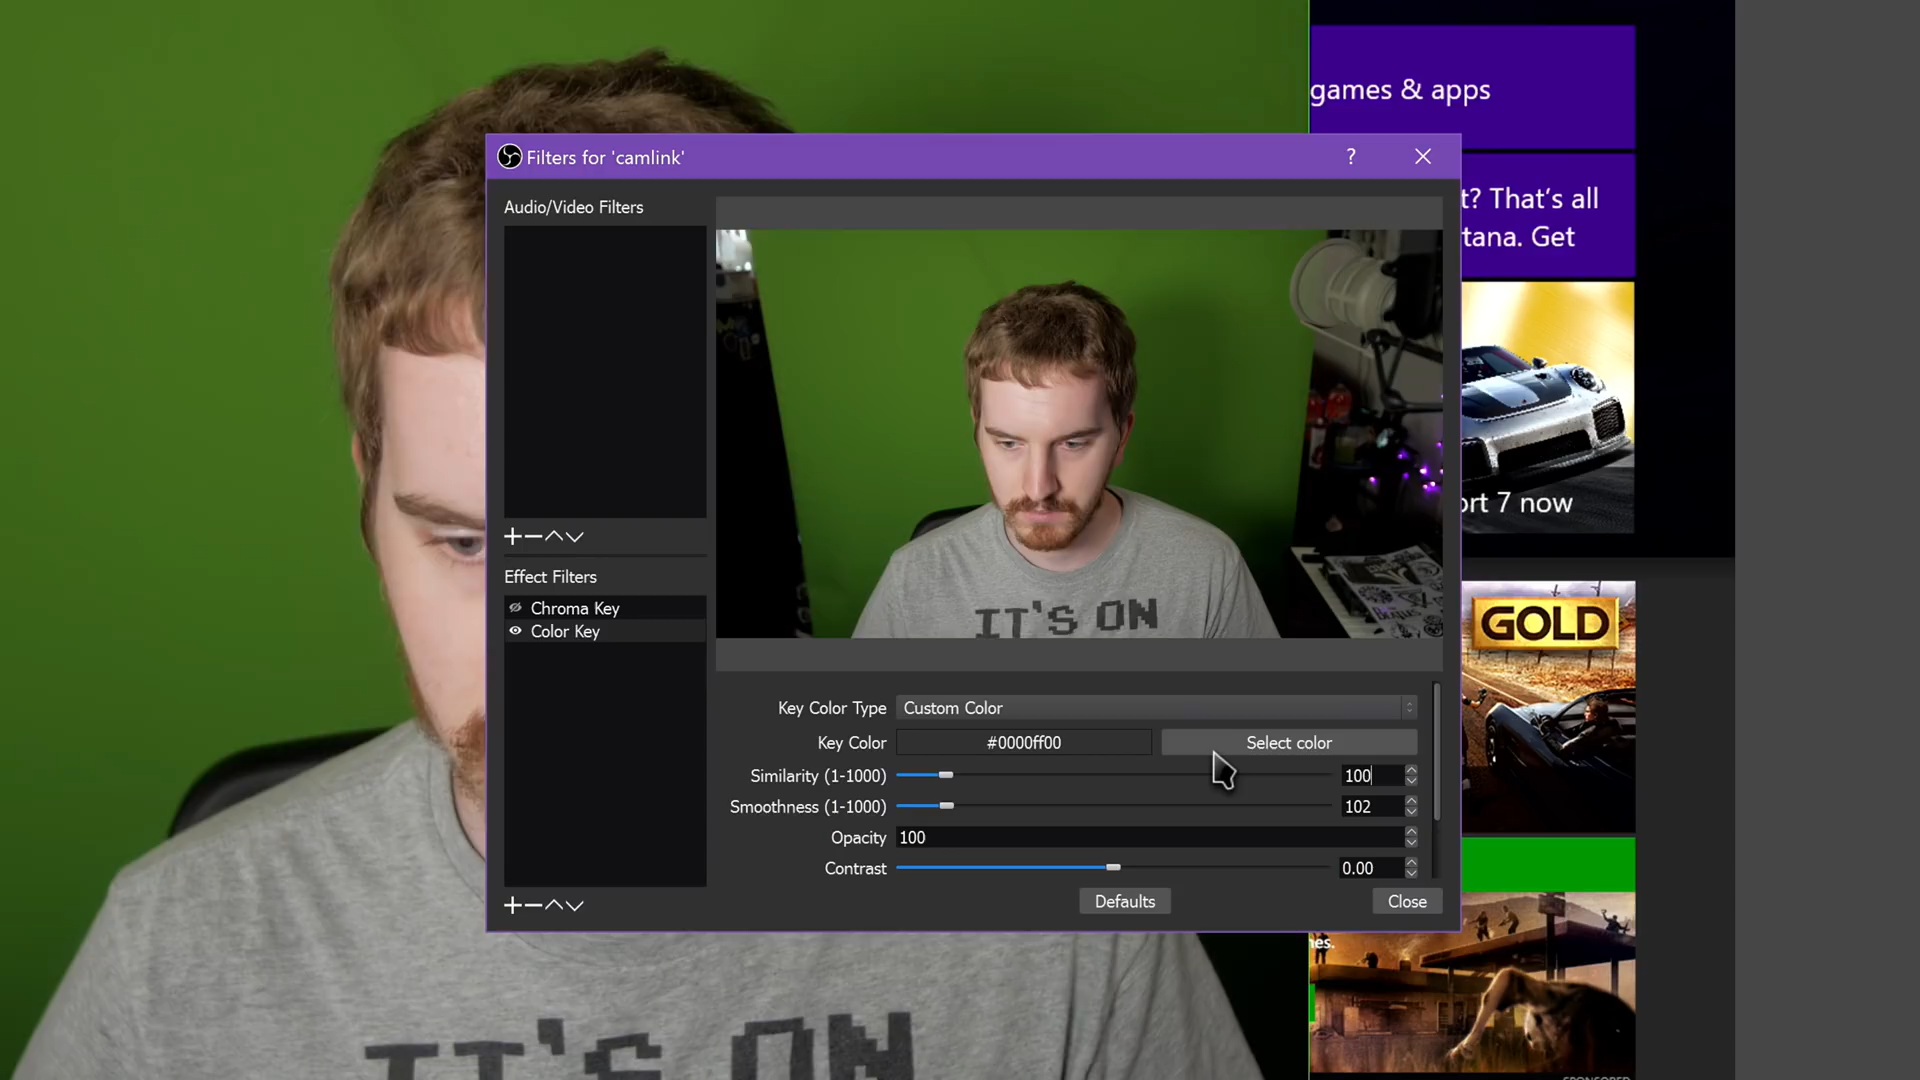 games & apps
Filters for 'camlink'
?
Audio/Video Filters
t? That's all
tana. Get
ort 7 now
Effect Filters
Chroma Key
Color Key
IT'S ON
GOLD
Key Color Type
Custom Color
Key Color
#0000ff00
Select color
Similarity (1-1000)
100
Smoothness (1-1000)
102
Opacity
100
Contrast
0.00
Defaults
Close
nes.
IT'S ON